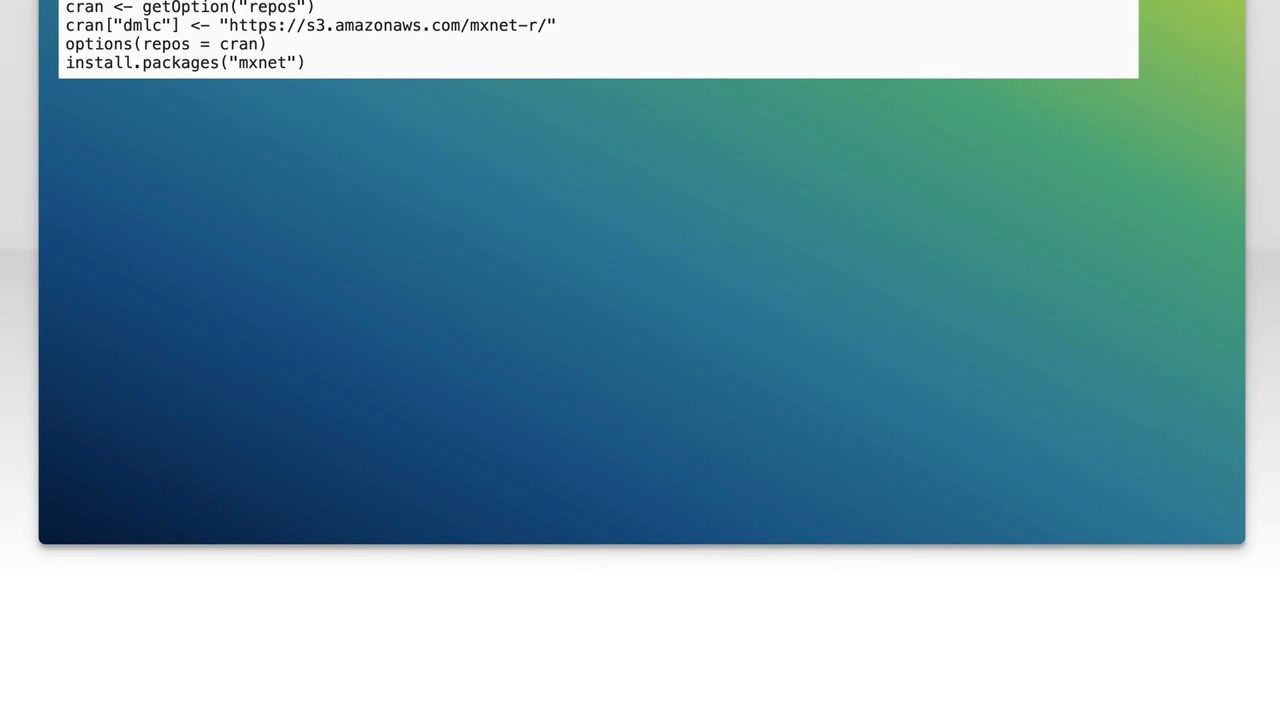 cran <- getOption("repos")
cran["dmlc"] <- "https://s3.amazonaws.com/mxnet-r/"
options(repos = cran)
install.packages("mxnet")